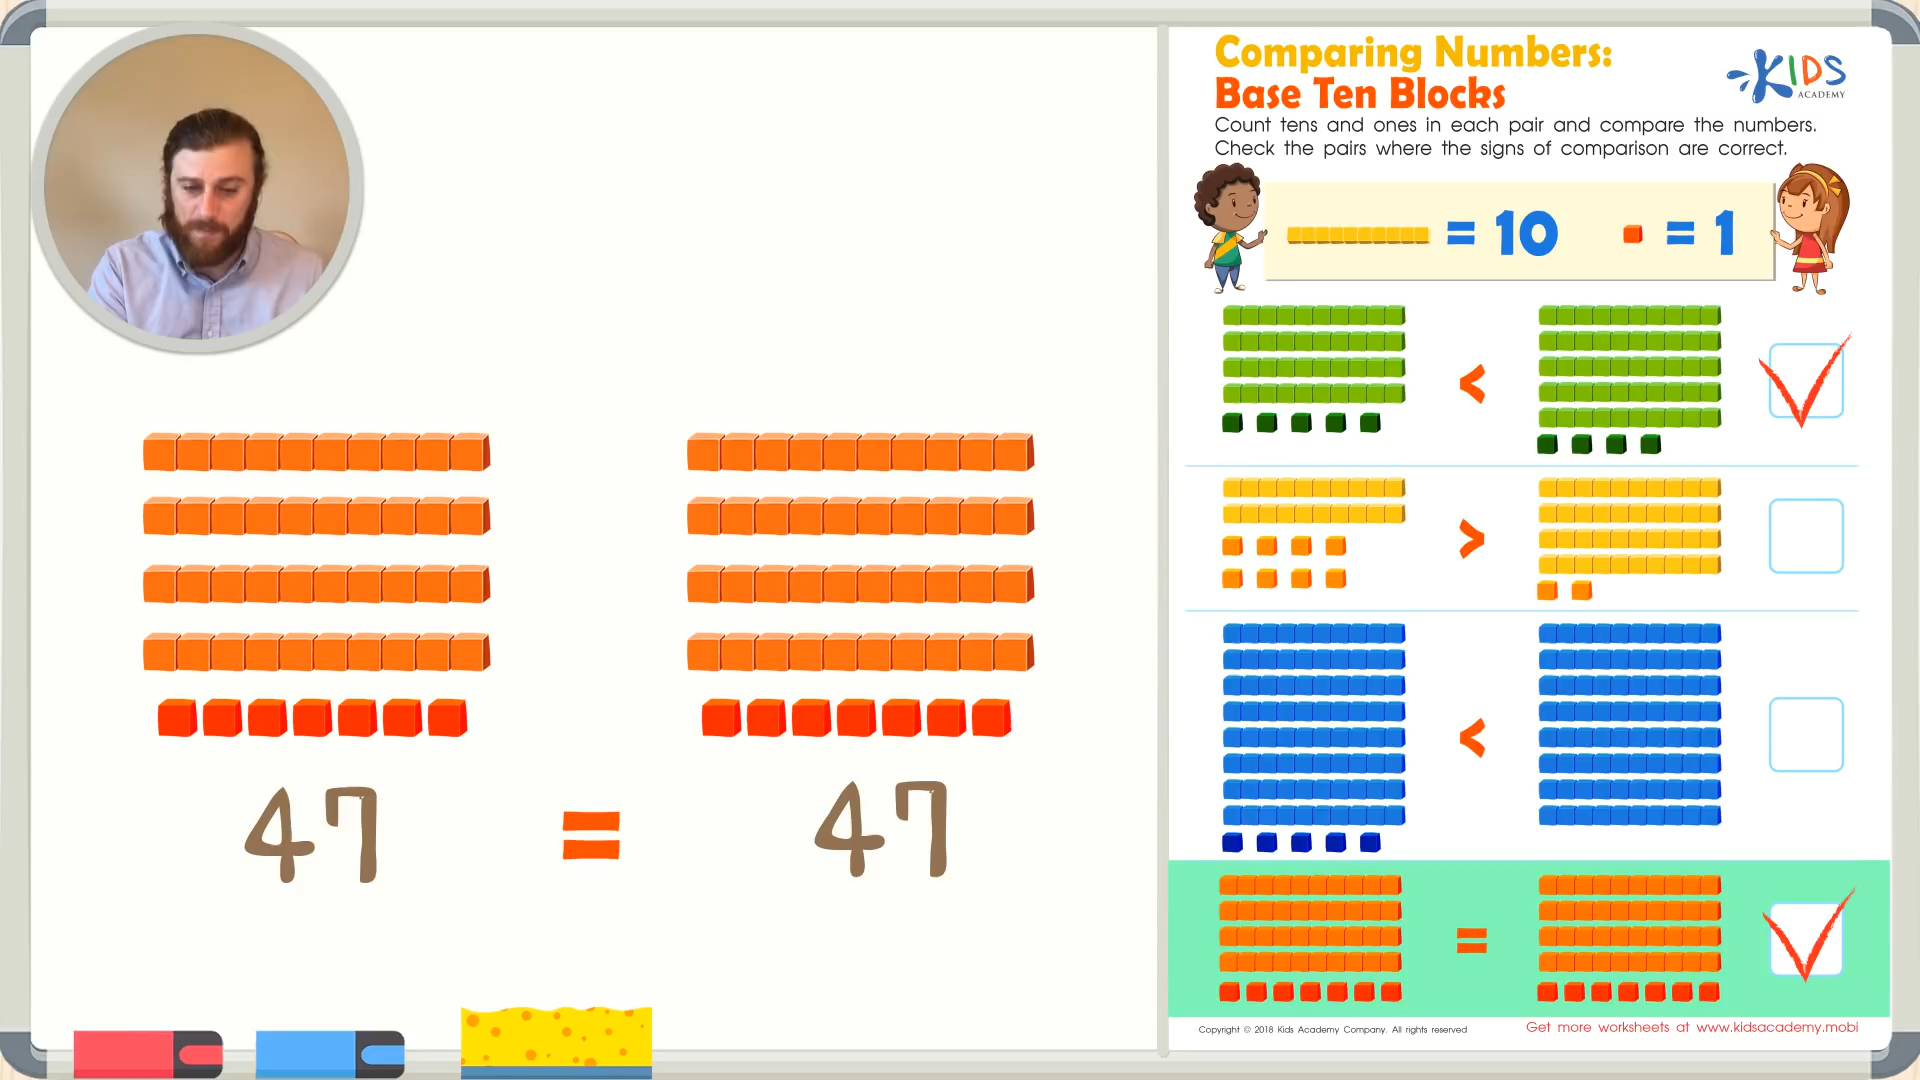 47 = 47
Comparing Numbers:
Base Ten Blocks
KIDS
ACADEMY
Count tens and ones in each pair and compare the numbers.
Check the pairs where the signs of comparison are correct.
= 10 = 1
<
>
<
=
Copyright © 2018 Kids Academy Company. All rights reserved
Get more worksheets at www.kidsacademy.mobi